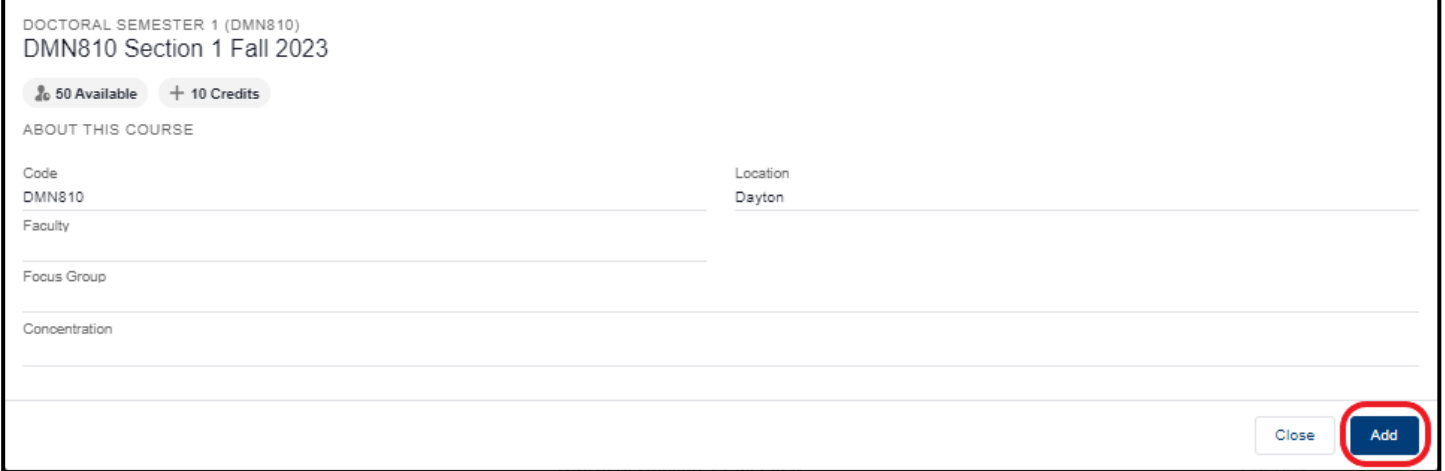 DOCTORAL SEMESTER 1 (DMN810)
DMN810 Section 1 Fall 2023
50 Available + 10 Credits
ABOUT THIS COURSE
Code Location
DMN810 Dayton
Faculty
Focus Group
Concentration
Close Add